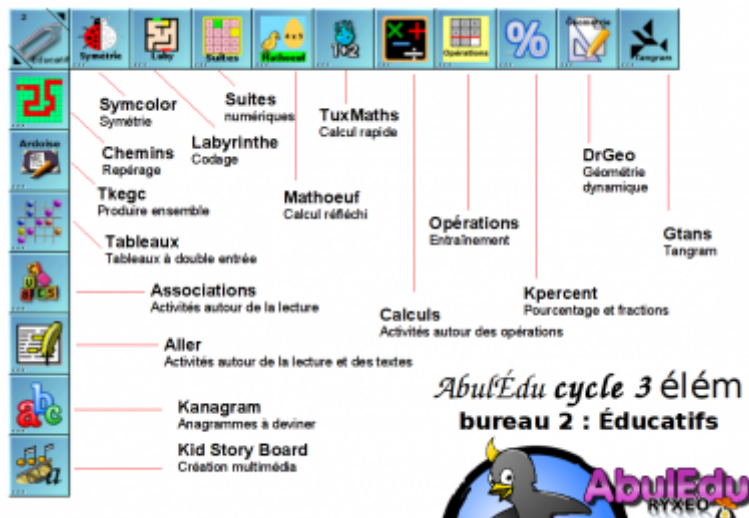 2
Éducatif
Symétrie
Laby
Suites
4x5
Mathoeuf
1+2
Opérations
%
Géométrie
Tangram
Ardoise
Symcolor
Symétrie
Suites
numériques
TuxMaths
Calcul rapide
Labyrinthe
Codage
Chemins
Repérage
DrGeo
Géométrie
dynamique
Tkegc
Produire ensemble
Mathoeuf
Calcul réfléchi
Opérations
Entraînement
Gtans
Tangram
Tableaux
Tableaux à double entrée
Associations
Activités autour de la lecture
Kpercent
Pourcentage et fractions
Calculs
Activités autour des opérations
Aller
Activités autour de la lecture et des textes
AbulÉdu cycle 3 élém
bureau 2 : Éducatifs
Kanagram
Anagrammes à deviner
abc
Kid Story Board
Création multimédia
a
AbulEdu
RYXEO